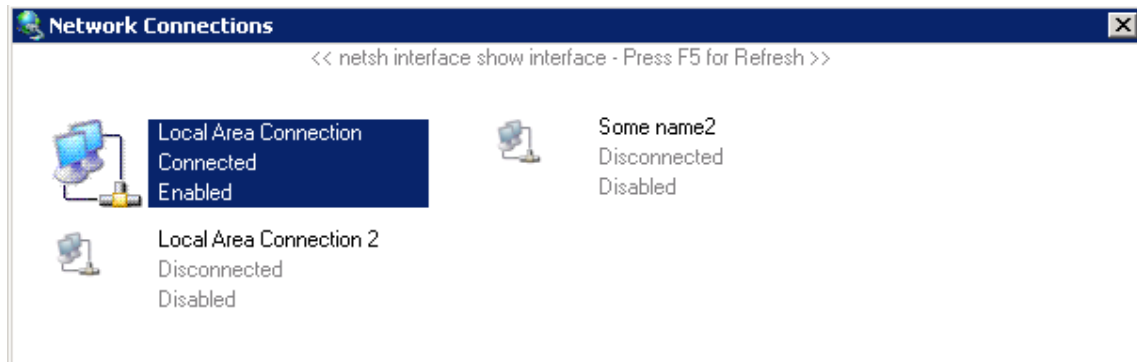 Network Connections
<< netsh interface show interface - Press F5 for Refresh >>
Local Area Connection
Connected
Enabled
Some name2
Disconnected
Disabled
Local Area Connection 2
Disconnected
Disabled